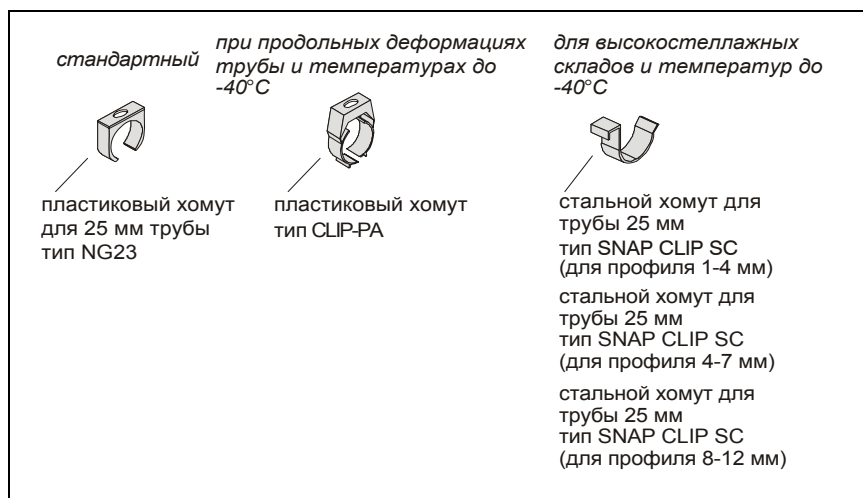 стандартный
при продольных деформациях
трубы и температурах до
-40°C
для высокостеллажных
складов и температур до
-40°C
пластиковый хомут
для 25 мм трубы
тип NG23
пластиковый хомут
тип CLIP-PA
стальной хомут для
трубы 25 мм
тип SNAP CLIP SC
(для профиля 1-4 мм)
стальной хомут для
трубы 25 мм
тип SNAP CLIP SC
(для профиля 4-7 мм)
стальной хомут для
трубы 25 мм
тип SNAP CLIP SC
(для профиля 8-12 мм)